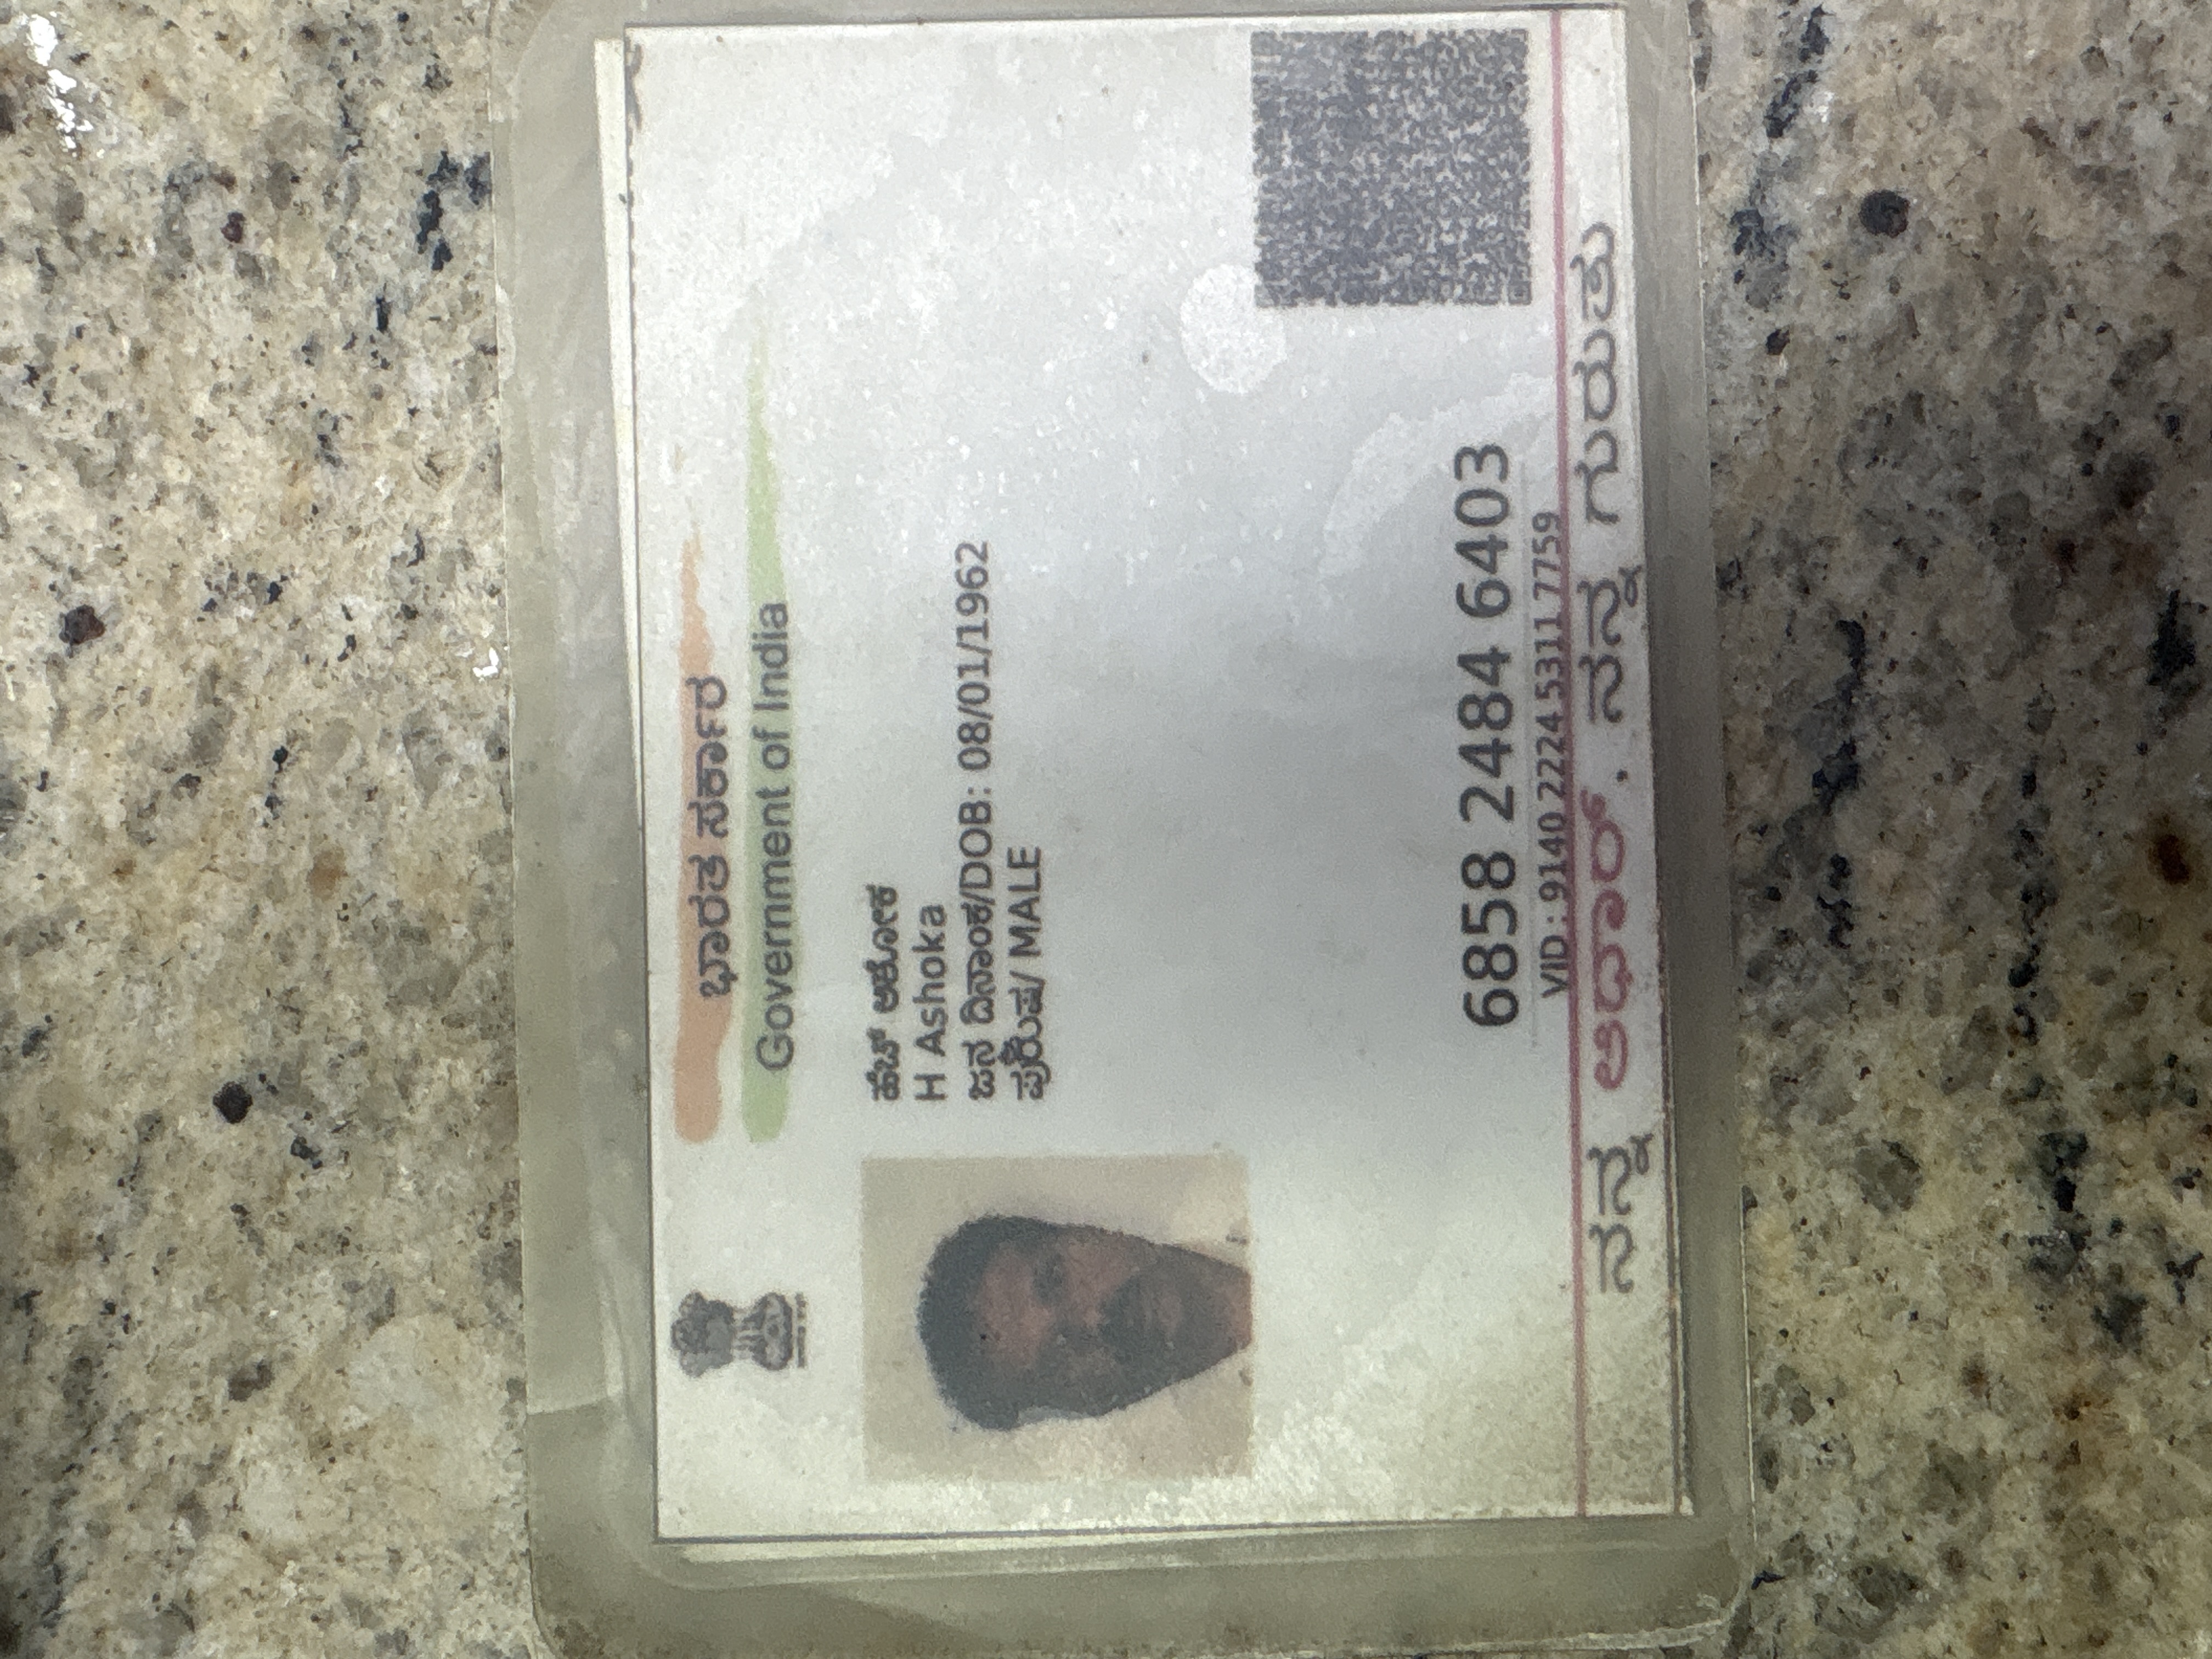 ಭಾರತ ಸರ್ಕಾರ
Government of India
ಹೆಚ್ ಅಶೋಕ
H Ashoka
ಜನ ದಿನಾಂಕ/DOB: 08/01/1962
ಪುರುಷ/ MALE
6858 2484 6403
VID : 9140 2224 5311 7759
ನನ್ನ ಆಧಾರ್, ನನ್ನ ಗುರುತು